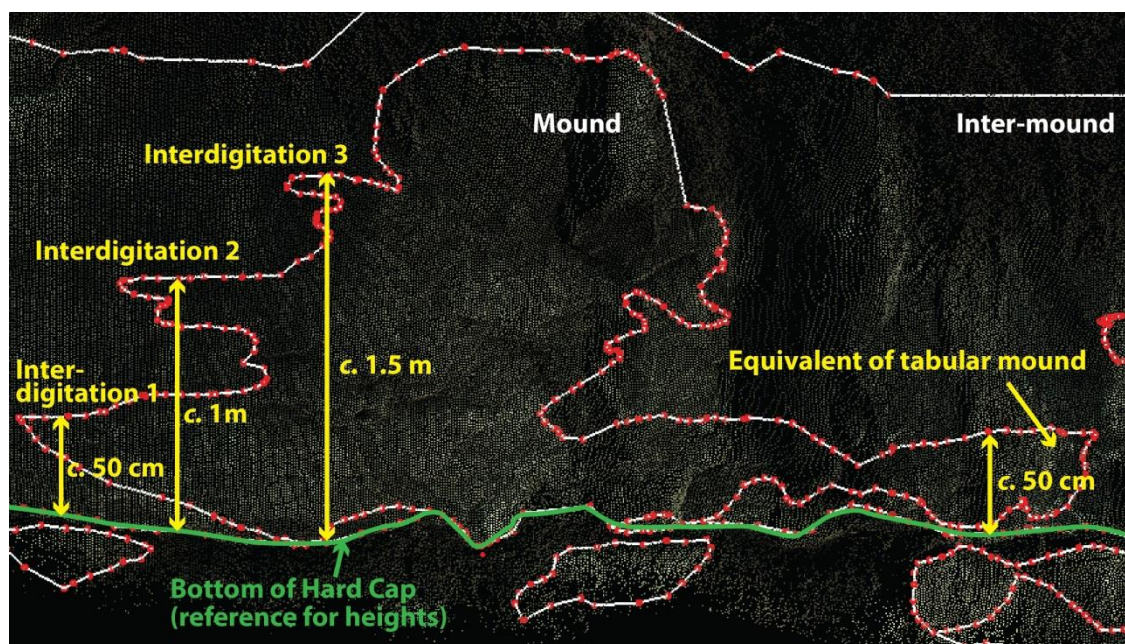 Mound
Inter-mound
Interdigitation 3
Interdigitation 2
Inter-
digitation 1
c. 50 cm
c. 1m
c. 1.5 m
Equivalent of tabular mound
c. 50 cm
Bottom of Hard Cap
(reference for heights)